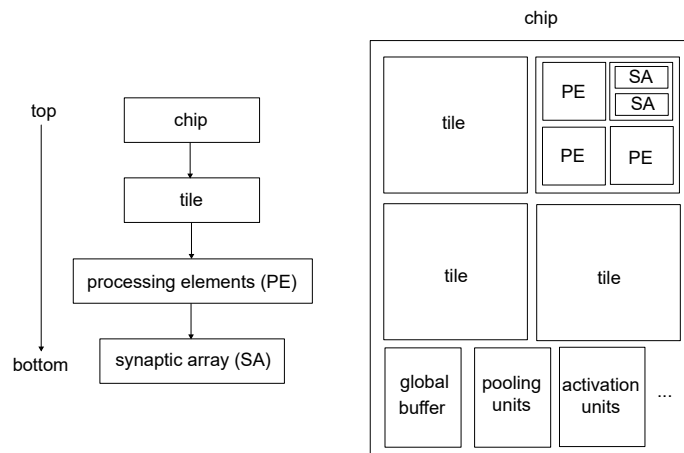 top
chip
tile
processing elements (PE)
synaptic array (SA)
bottom
chip
tile
PE
SA
SA
PE
PE
tile
tile
global
buffer
pooling
units
activation
units
...